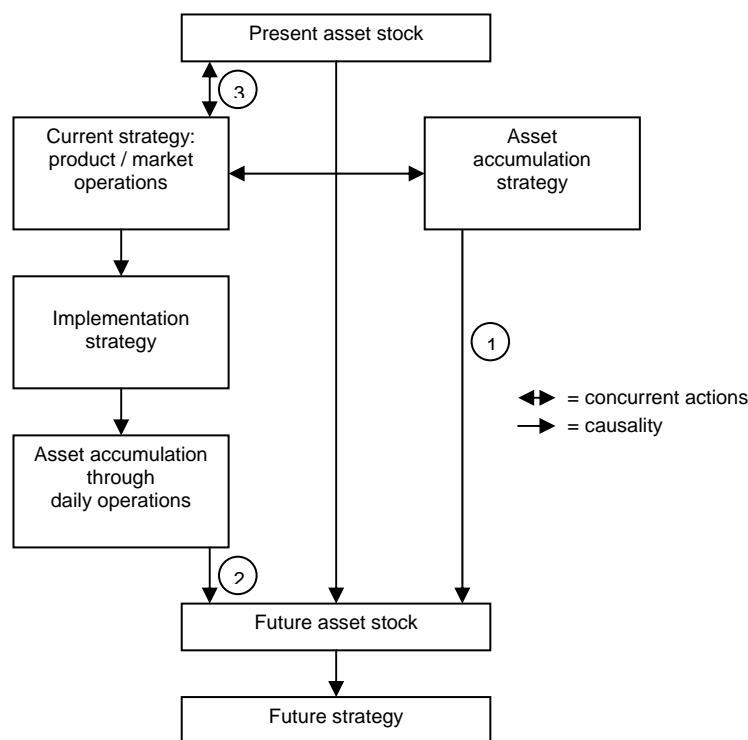 Present asset stock
3
Current strategy:
product / market
operations
Asset
accumulation
strategy
Implementation
strategy
1
= concurrent actions
= causality
Asset accumulation
through
daily operations
2
Future asset stock
Future strategy